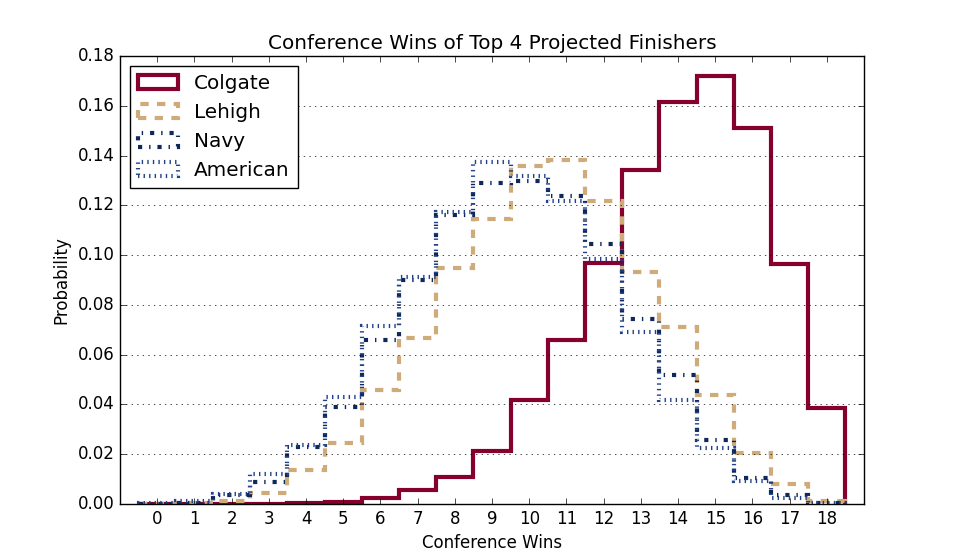 Conference Wins of Top 4 Projected Finishers
Colgate
Lehigh
Navy
American
0.18
0.16
0.14
0.12
0.10
0.08
0.06
0.04
0.02
0.00
Probability
0 1 2 3 4 5 6 7 8 9 10 11 12 13 14 15 16 17 18
Conference Wins